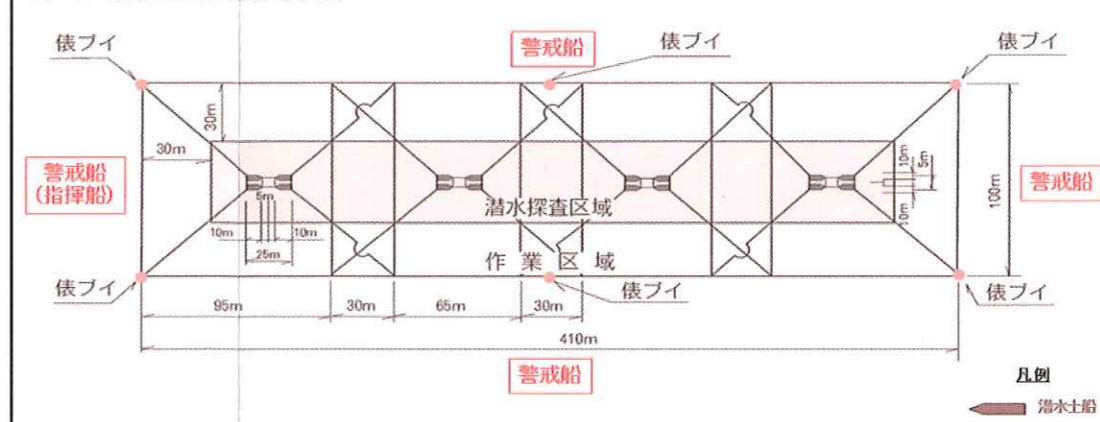 俵ブイ
警戒船
俵ブイ
俵ブイ
30m
30m
警戒船
(指揮船)
5m
10m
10m
25m
潜水探査区域
作業区域
10m
5m
10m
100m
警戒船
俵ブイ
俵ブイ
俵ブイ
95m
30m
65m
30m
410m
警戒船
凡例
潜水士船